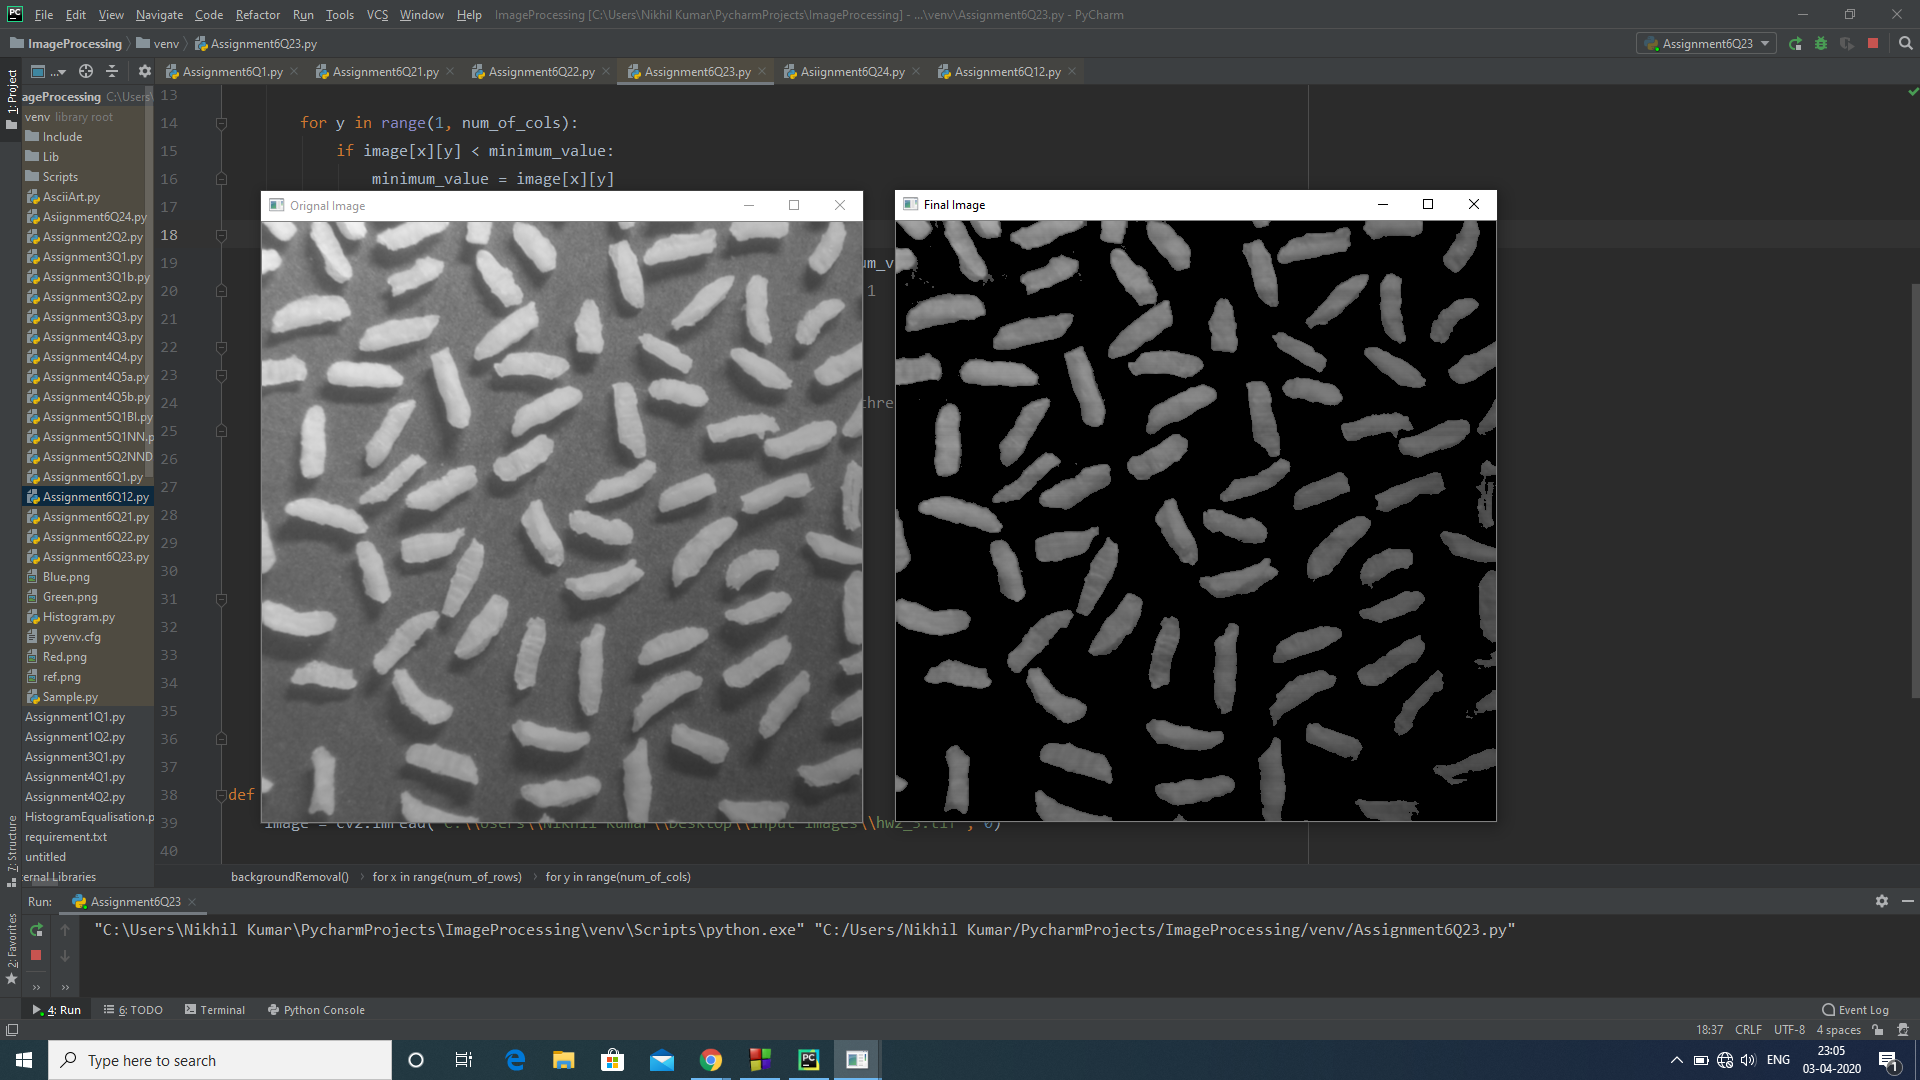 File Edit View Navigate Code Refactor Run Tools VCS Window Help ImageProcessing [C:\Users\Nikhil Kumar\PycharmProjects\ImageProcessing] - ...\venv\Assignment6Q23.py - PyCharm
ImageProcessing venv Assignment6Q23.py
Assignment6Q23
1: Project
...
Assignment6Q1.py Assignment6Q21.py Assignment6Q22.py Assignment6Q23.py Asiignment6Q24.py Assignment6Q12.py
ageProcessing C:\Users\
venv library root
Include
Lib
Scripts
AsciiArt.py
Asiignment6Q24.py
Assignment2Q2.py
Assignment3Q1.py
Assignment3Q1b.py
Assignment3Q2.py
Assignment3Q3.py
Assignment4Q3.py
Assignment4Q4.py
Assignment4Q5a.py
Assignment4Q5b.py
Assignment5Q1BI.py
Assignment5Q1NN.p
Assignment5Q2NND
Assignment6Q1.py
Assignment6Q12.py
Assignment6Q21.py
Assignment6Q22.py
Assignment6Q23.py
Blue.png
Green.png
Histogram.py
pyvenv.cfg
Red.png
ref.png
Sample.py
Assignment1Q1.py
Assignment1Q2.py
Assignment3Q1.py
Assignment4Q1.py
Assignment4Q2.py
HistogramEqualisation.p
requirement.txt
untitled
ernal Libraries
13
14 for y in range(1, num_of_cols):
15 if image[x][y] < minimum_value:
16 minimum_value = image[x][y]
17
18
19 um_v
20 1
21
22
23
24 thre
25
26
27
28
29
30
31
32
33
34
35
36
37
38 def
39 image = cv2.imread("C:\\Users\\Nikhil Kumar\\Desktop\\input images\\hw2_3.tif", 0)
40
Orignal Image
Final Image
backgroundRemoval() for x in range(num_of_rows) for y in range(num_of_cols)
7: Structure
2: Favorites
Run: Assignment6Q23
"C:\Users\Nikhil Kumar\PycharmProjects\ImageProcessing\venv\Scripts\python.exe" "C:/Users/Nikhil Kumar/PycharmProjects/ImageProcessing/venv/Assignment6Q23.py"
4: Run 6: TODO Terminal Python Console Event Log
18:37 CRLF UTF-8 4 spaces
Type here to search
ENG
23:05
03-04-2020
1